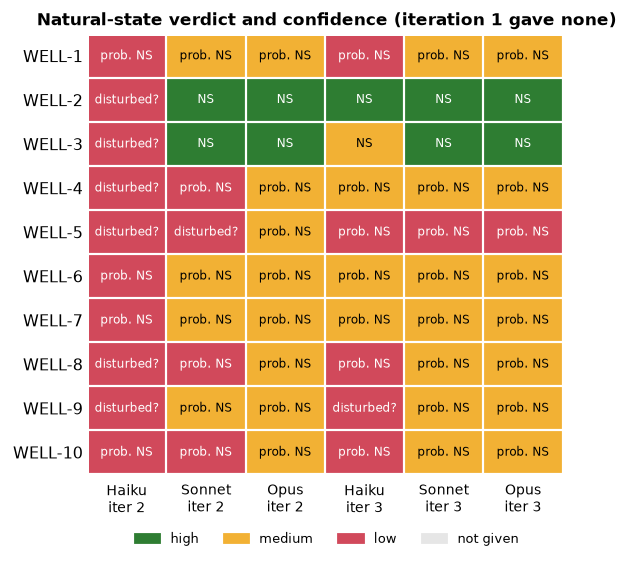 Natural-state verdict and confidence (iteration 1 gave none)
WELL-1 prob. NS prob. NS prob. NS prob. NS prob. NS prob. NS
WELL-2 disturbed? NS NS NS NS NS
WELL-3 disturbed? NS NS NS NS NS
WELL-4 disturbed? prob. NS prob. NS prob. NS prob. NS prob. NS
WELL-5 disturbed? disturbed? prob. NS prob. NS prob. NS prob. NS
WELL-6 prob. NS prob. NS prob. NS prob. NS prob. NS prob. NS
WELL-7 prob. NS prob. NS prob. NS prob. NS prob. NS prob. NS
WELL-8 disturbed? prob. NS prob. NS prob. NS prob. NS prob. NS
WELL-9 disturbed? prob. NS prob. NS disturbed? prob. NS prob. NS
WELL-10 prob. NS prob. NS prob. NS prob. NS prob. NS prob. NS
Haiku Sonnet Opus Haiku Sonnet Opus
iter 2 iter 2 iter 2 iter 3 iter 3 iter 3
high medium low not given